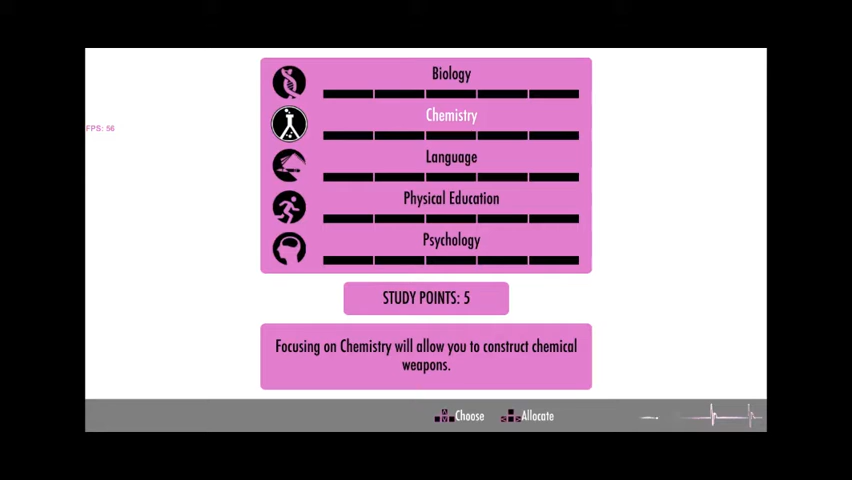 Biology
FPS: 56
Chemistry
Language
Physical Education
Psychology
STUDY POINTS: 5
Focusing on Chemistry will allow you to construct chemical
weapons.
Choose
Allocate